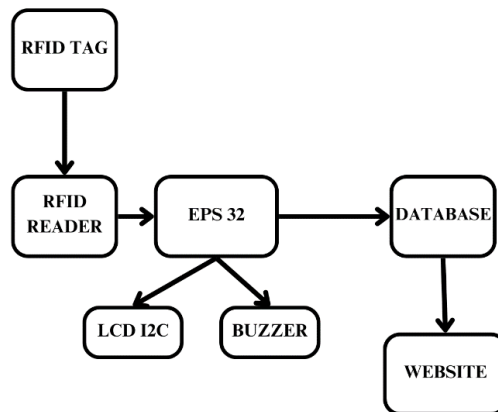 RFID TAG
RFID
READER
EPS 32
DATABASE
LCD I2C
BUZZER
WEBSITE